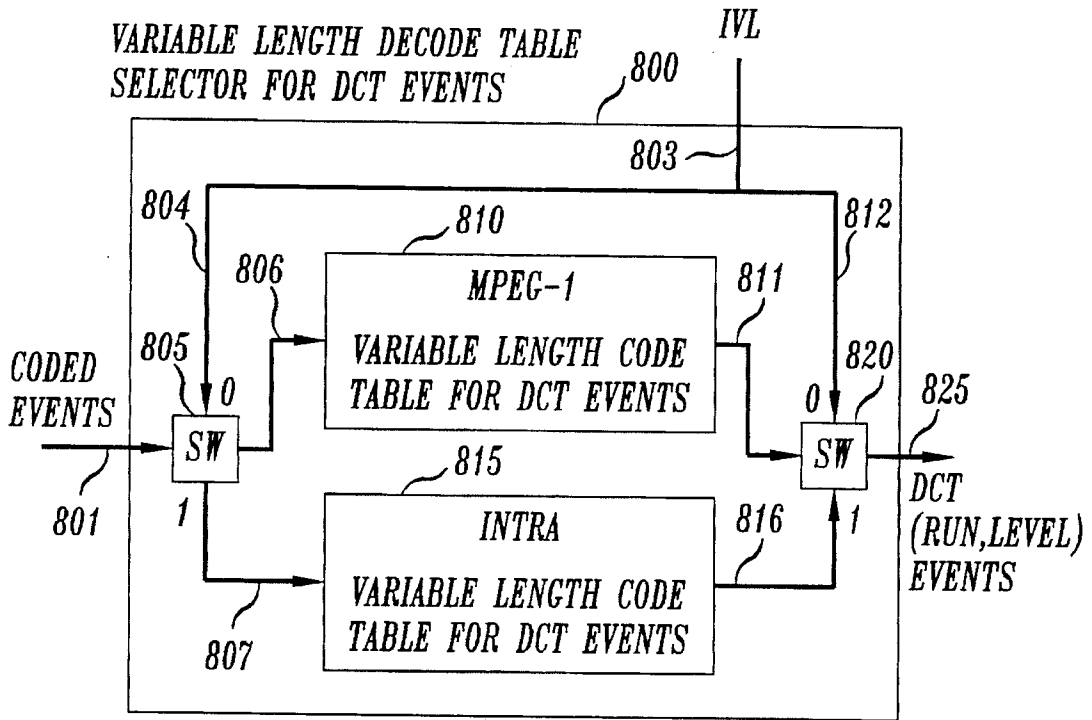 VARIABLE LENGTH DECODE TABLE
SELECTOR FOR DCT EVENTS
IVL
800
803
804
810
812
806
811
MPEG-1
VARIABLE LENGTH CODE
TABLE FOR DCT EVENTS
805
820
CODED
EVENTS
0
0
825
SW
SW
801
1
815
816
1
DCT
(RUN,LEVEL)
EVENTS
INTRA
VARIABLE LENGTH CODE
TABLE FOR DCT EVENTS
807